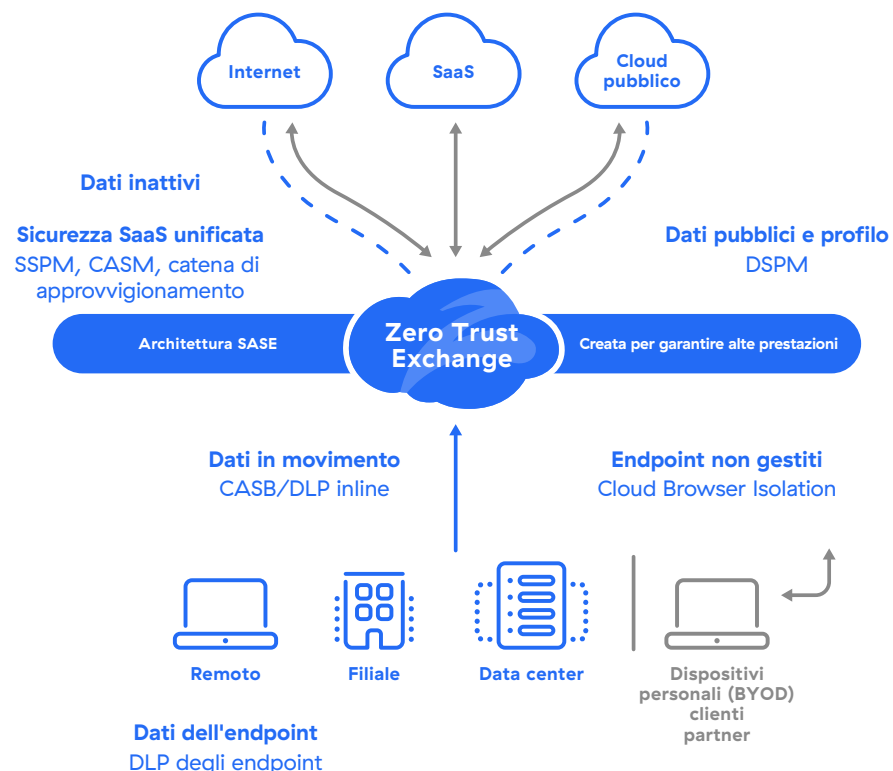 Internet
SaaS
Cloud
pubblico
Dati inattivi
Sicurezza SaaS unificata
SSPM, CASM, catena di
approvvigionamento
Dati pubblici e profilo
DSPM
Architettura SASE
Zero Trust
Exchange
Creata per garantire alte prestazioni
Dati in movimento
CASB/DLP inline
Endpoint non gestiti
Cloud Browser Isolation
Remoto
Filiale
Data center
Dispositivi
personali (BYOD)
clienti
partner
Dati dell'endpoint
DLP degli endpoint